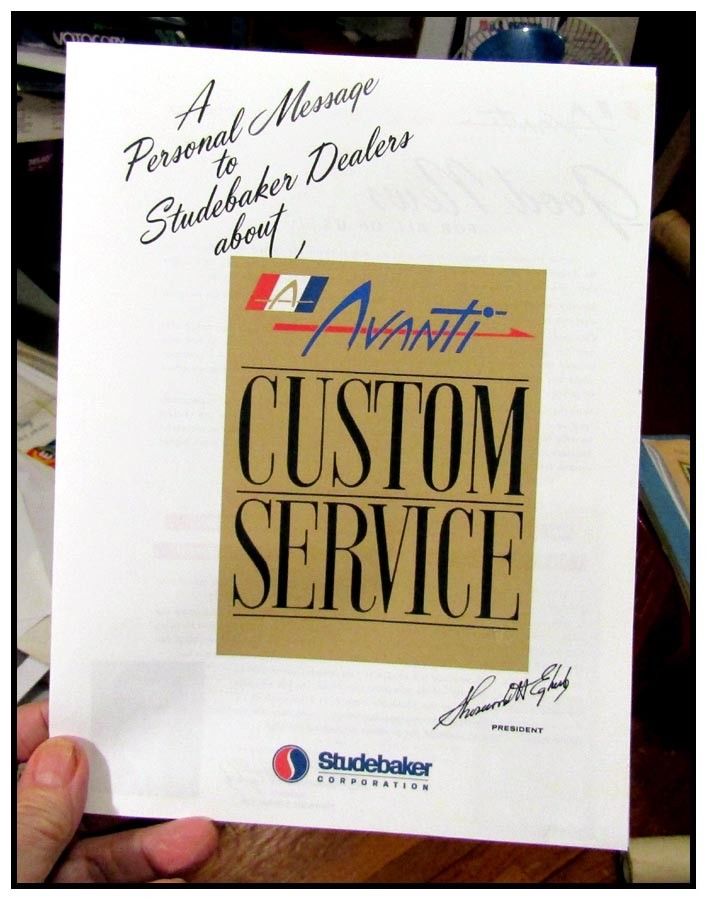 A
Personal Message
to
Studebaker Dealers
about
A Avanti
CUSTOM
SERVICE
PRESIDENT
Studebaker
CORPORATION